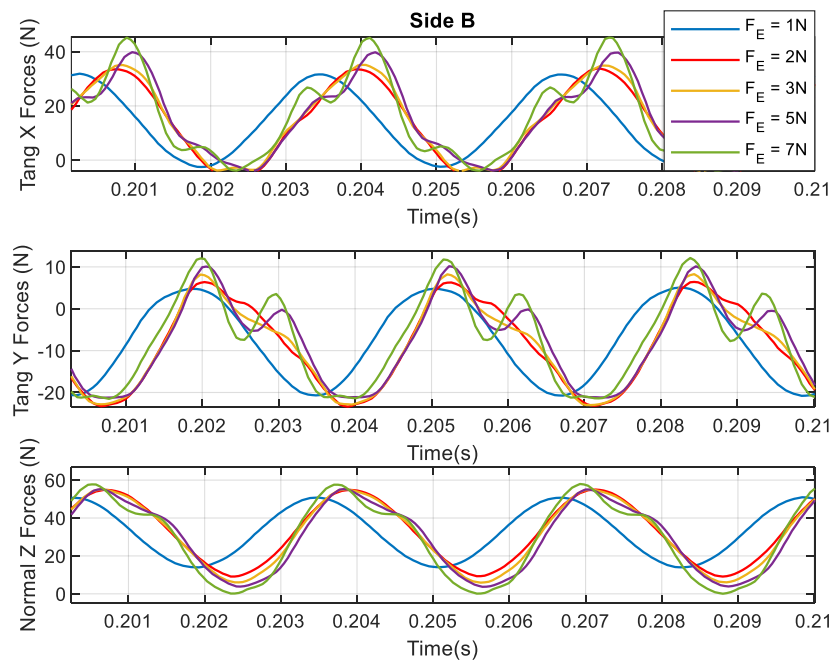 Side B
F_E = 1N
F_E = 2N
F_E = 3N
F_E = 5N
F_E = 7N
Tang X Forces (N)
40
20
0
0.201 0.202 0.203 0.204 0.205 0.206 0.207 0.208 0.209 0.21
Time(s)
Tang Y Forces (N)
10
0
-10
-20
0.201 0.202 0.203 0.204 0.205 0.206 0.207 0.208 0.209 0.21
Time(s)
Normal Z Forces (N)
60
40
20
0
0.201 0.202 0.203 0.204 0.205 0.206 0.207 0.208 0.209 0.21
Time(s)